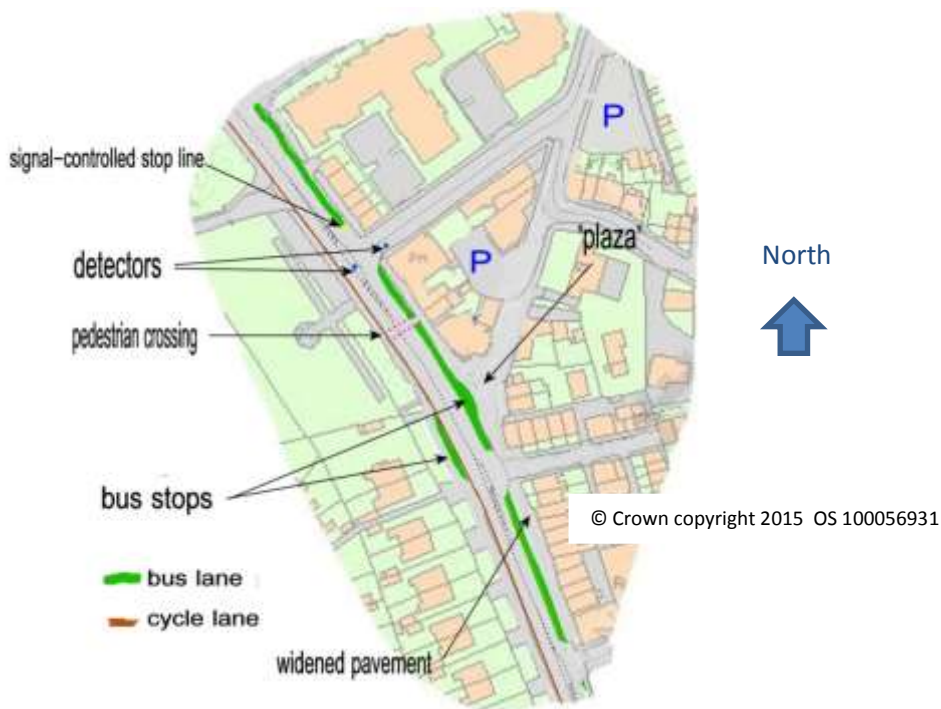 P
signal-controlled stop line
'plaza'
detectors
P
North
pedestrian crossing
bus stops
© Crown copyright 2015 OS 100056931
bus lane
cycle lane
widened pavement